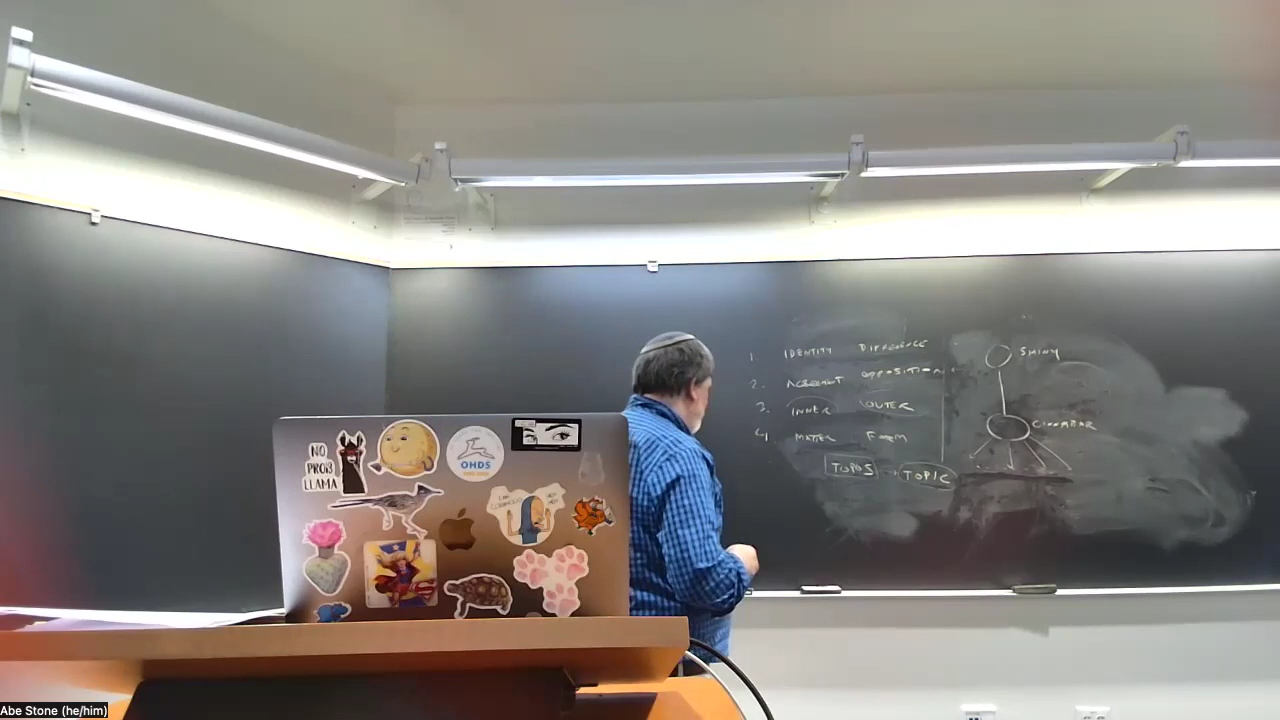 1. IDENTITY DIFFERENCE
2. AGREEMENT OPPOSITION
3. INNER OUTER
4 MATTER FORM
TOPOS TOPIC
SHINY
NO
PROB
LLAMA
OHDS
Abe Stone (he/him)